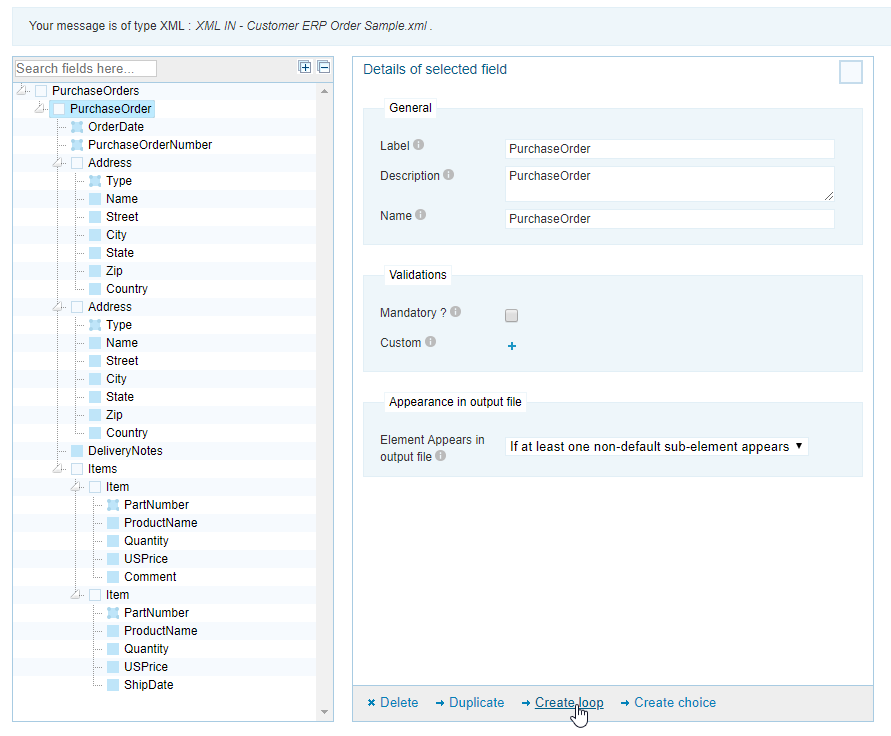 Your message is of type XML : XML IN - Customer ERP Order Sample.xml .
Search fields here...
PurchaseOrders
PurchaseOrder
OrderDate
PurchaseOrderNumber
Address
Type
Name
Street
City
State
Zip
Country
Address
Type
Name
Street
City
State
Zip
Country
DeliveryNotes
Items
Item
PartNumber
ProductName
Quantity
USPrice
Comment
Item
PartNumber
ProductName
Quantity
USPrice
ShipDate
Details of selected field
General
Label PurchaseOrder
Description PurchaseOrder
Name PurchaseOrder
Validations
Mandatory ?
Custom
Appearance in output file
Element Appears in
output file If at least one non-default sub-element appears
Delete Duplicate Create loop Create choice